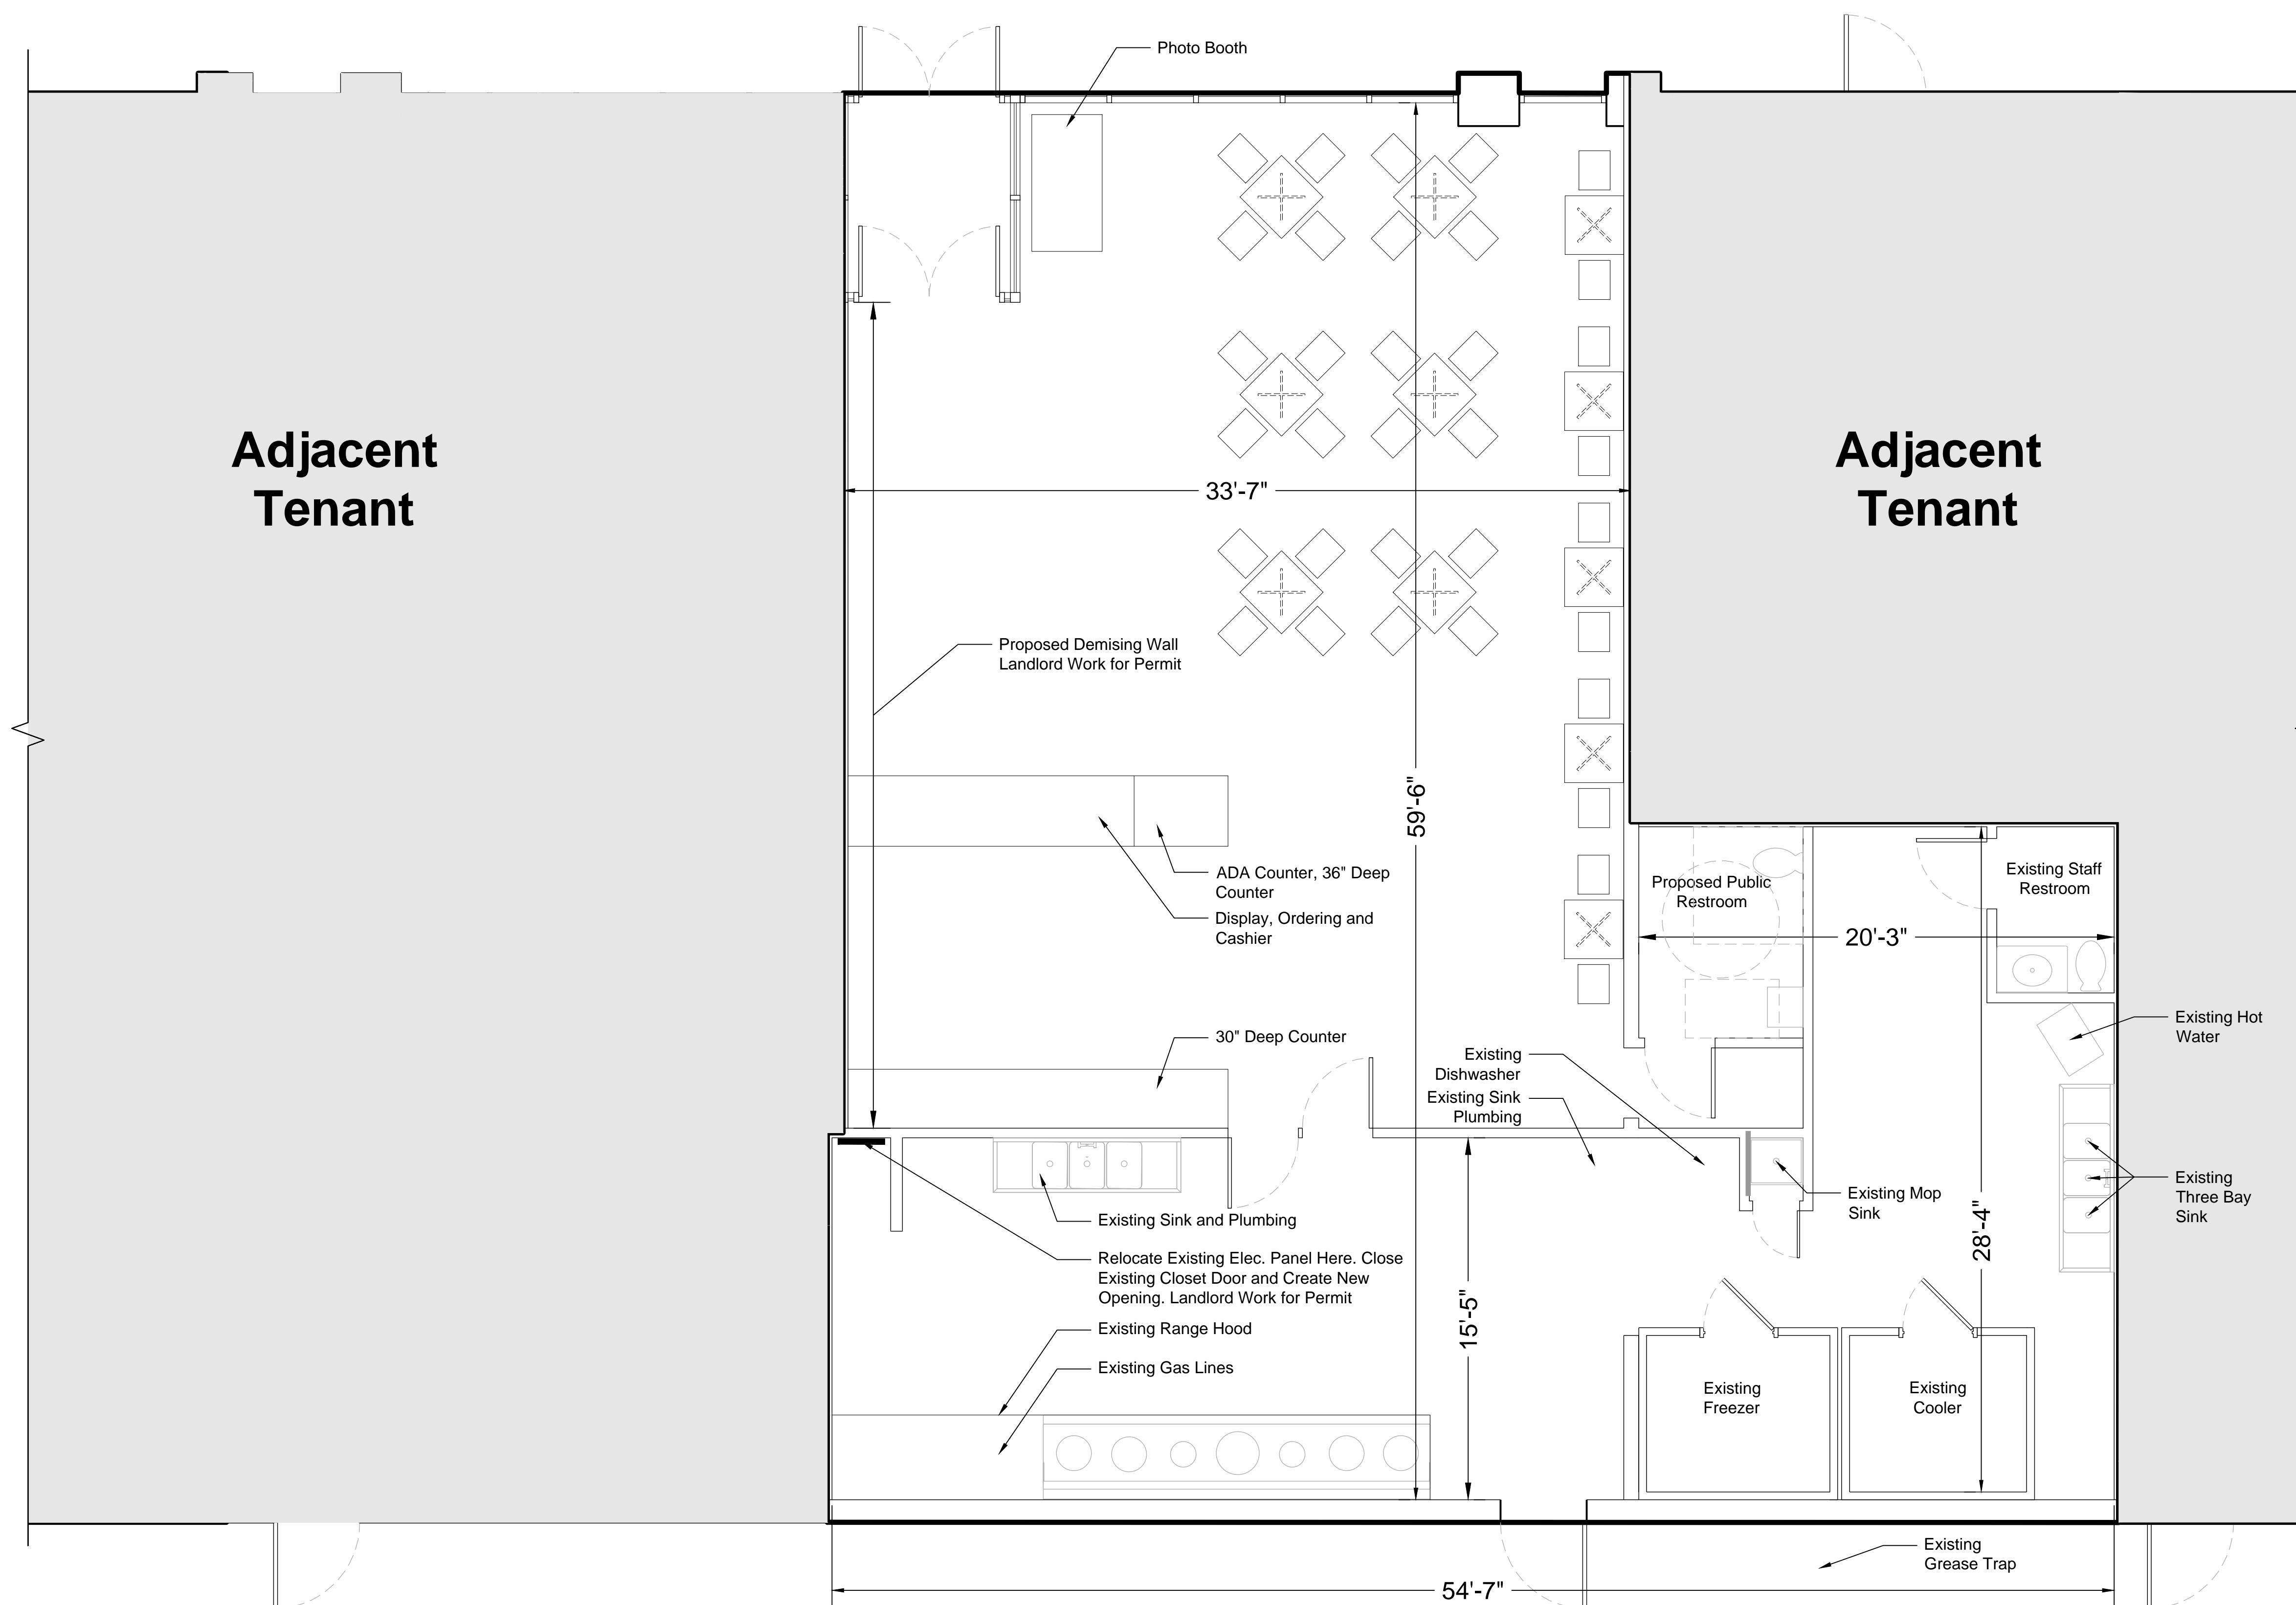 Photo Booth
Adjacent
Tenant
Adjacent
Tenant
33'-7"
Proposed Demising Wall
Landlord Work for Permit
59'-6"
ADA Counter, 36" Deep
Counter
Display, Ordering and
Cashier
Proposed Public
Restroom
Existing Staff
Restroom
20'-3"
30" Deep Counter
Existing
Dishwasher
Existing Sink
Plumbing
Existing Hot
Water
Existing Mop
Sink
Existing
Three Bay
Sink
28'-4"
Existing Sink and Plumbing
Relocate Existing Elec. Panel Here. Close
Existing Closet Door and Create New
Opening. Landlord Work for Permit
15'-5"
Existing Range Hood
Existing Gas Lines
Existing
Freezer
Existing
Cooler
Existing
Grease Trap
54'-7"